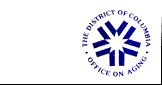 THE DISTRICT OF COLUMBIA
• OFFICE ON AGING •